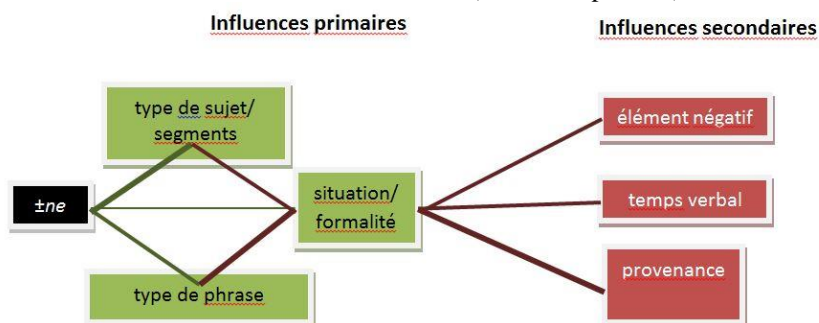 Influences primaires
Influences secondaires
type de sujet/
segments
±ne
situation/
formalité
type de phrase
élément négatif
temps verbal
provenance